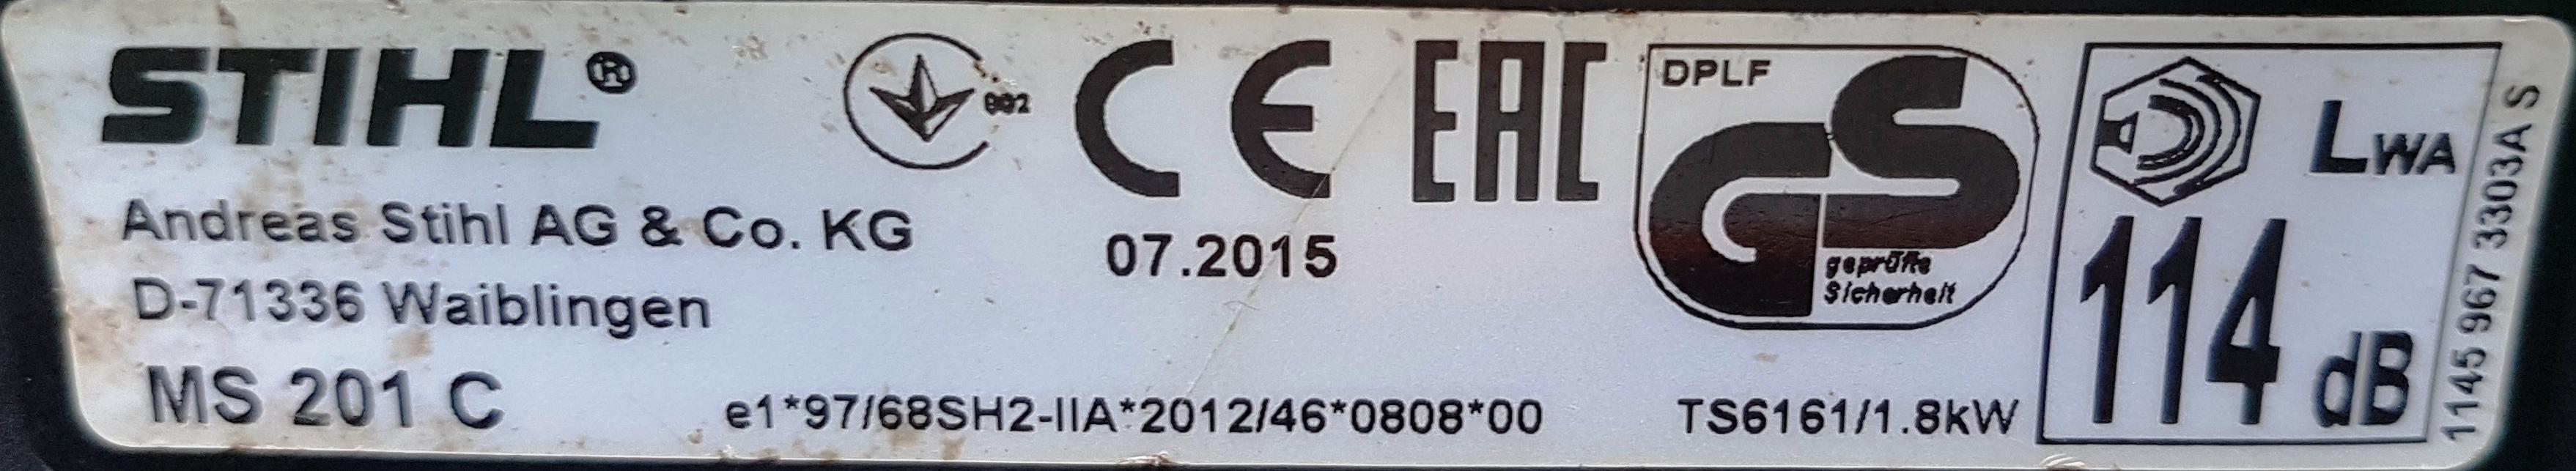 STIHL®
Andreas Stihl AG & Co. KG
D-71336 Waiblingen
MS 201 C
002
CE
EAC
07.2015
e1*97/68SH2-IIA*2012/46*0808*00
DPLF
GS
geprüfte
Sicherheit
TS6161/1.8kW
LWA
114 dB
1145 967 3303A S